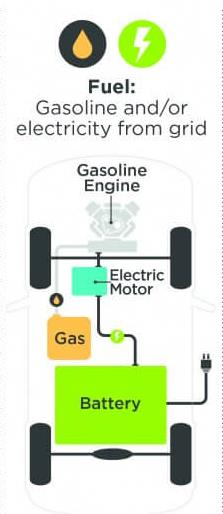 Fuel:
Gasoline and/or
electricity from grid
Gasoline
Engine
Electric
Motor
Gas
Battery